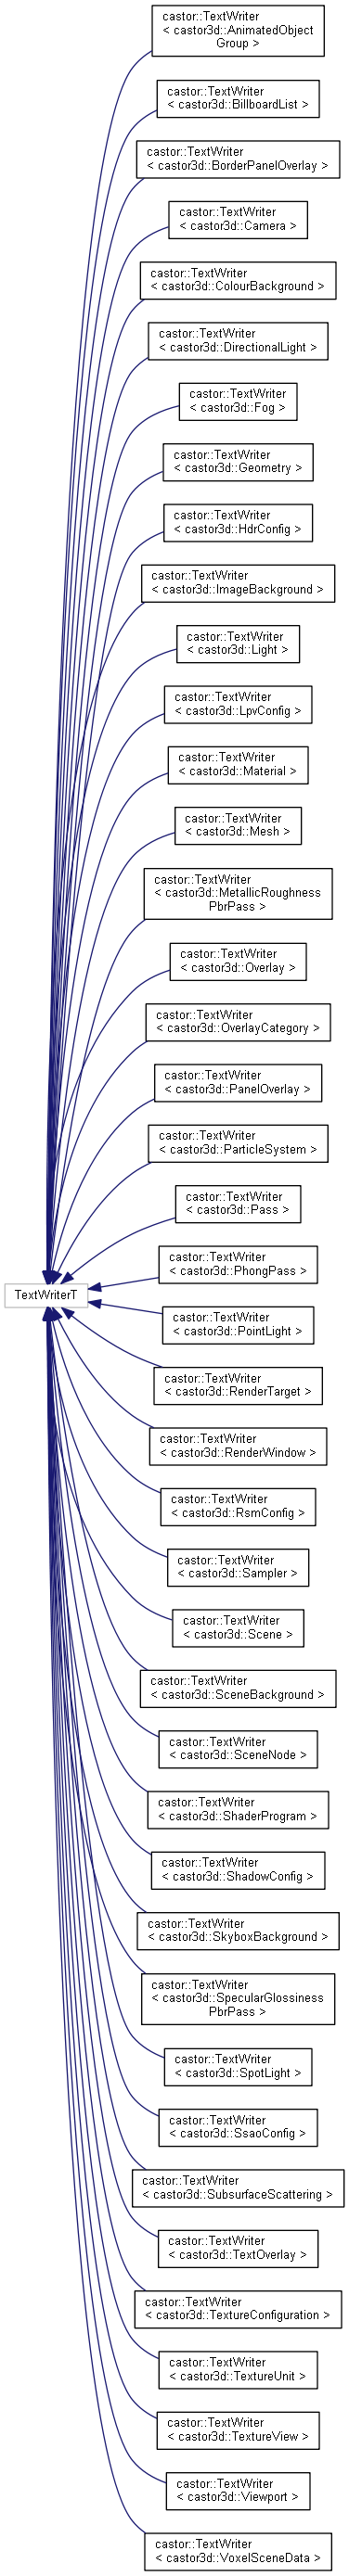 castor::TextWriter
< castor3d::AnimatedObject
Group >
castor::TextWriter
< castor3d::BillboardList >
castor::TextWriter
< castor3d::BorderPanelOverlay >
castor::TextWriter
< castor3d::Camera >
castor::TextWriter
< castor3d::ColourBackground >
castor::TextWriter
< castor3d::DirectionalLight >
castor::TextWriter
< castor3d::Fog >
castor::TextWriter
< castor3d::Geometry >
castor::TextWriter
< castor3d::HdrConfig >
castor::TextWriter
< castor3d::ImageBackground >
castor::TextWriter
< castor3d::Light >
castor::TextWriter
< castor3d::LpvConfig >
castor::TextWriter
< castor3d::Material >
castor::TextWriter
< castor3d::Mesh >
castor::TextWriter
< castor3d::MetallicRoughness
PbrPass >
castor::TextWriter
< castor3d::Overlay >
castor::TextWriter
< castor3d::OverlayCategory >
castor::TextWriter
< castor3d::PanelOverlay >
castor::TextWriter
< castor3d::ParticleSystem >
castor::TextWriter
< castor3d::Pass >
castor::TextWriter
< castor3d::PhongPass >
TextWriterT
castor::TextWriter
< castor3d::PointLight >
castor::TextWriter
< castor3d::RenderTarget >
castor::TextWriter
< castor3d::RenderWindow >
castor::TextWriter
< castor3d::RsmConfig >
castor::TextWriter
< castor3d::Sampler >
castor::TextWriter
< castor3d::Scene >
castor::TextWriter
< castor3d::SceneBackground >
castor::TextWriter
< castor3d::SceneNode >
castor::TextWriter
< castor3d::ShaderProgram >
castor::TextWriter
< castor3d::ShadowConfig >
castor::TextWriter
< castor3d::SkyboxBackground >
castor::TextWriter
< castor3d::SpecularGlossiness
PbrPass >
castor::TextWriter
< castor3d::SpotLight >
castor::TextWriter
< castor3d::SsaoConfig >
castor::TextWriter
< castor3d::SubsurfaceScattering >
castor::TextWriter
< castor3d::TextOverlay >
castor::TextWriter
< castor3d::TextureConfiguration >
castor::TextWriter
< castor3d::TextureUnit >
castor::TextWriter
< castor3d::TextureView >
castor::TextWriter
< castor3d::Viewport >
castor::TextWriter
< castor3d::VoxelSceneData >